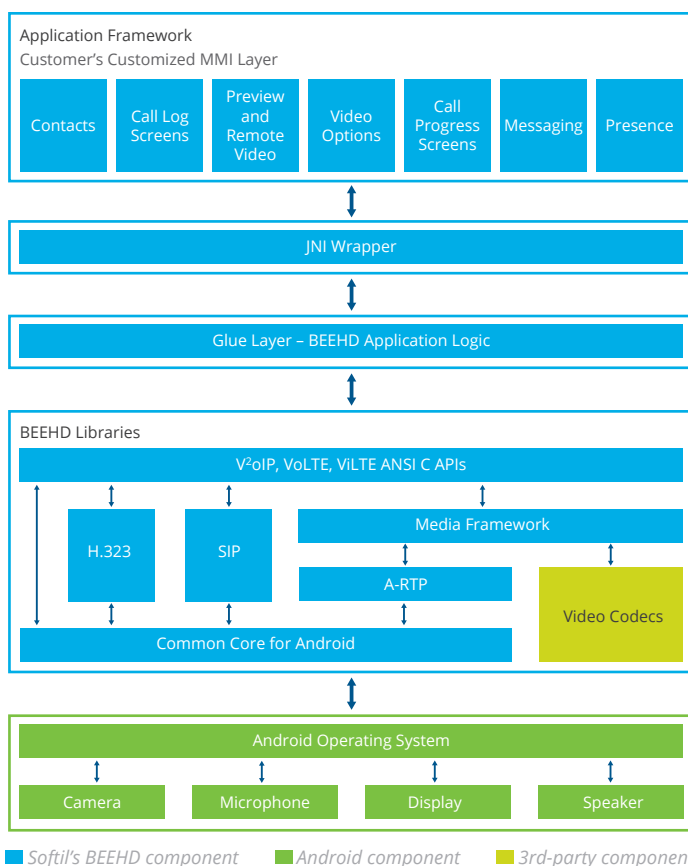 Application Framework
Customer's Customized MMI Layer
Contacts
Call Log
Screens
Preview
and
Remote
Video
Video
Options
Call
Progress
Screens
Messaging
Presence
JNI Wrapper
Glue Layer – BEEHD Application Logic
BEEHD Libraries
V²oIP, VoLTE, ViLTE ANSI C APIs
H.323
SIP
Media Framework
A-RTP
Video Codecs
Common Core for Android
Android Operating System
Camera
Microphone
Display
Speaker
Softil's BEEHD component
Android component
3rd-party componen